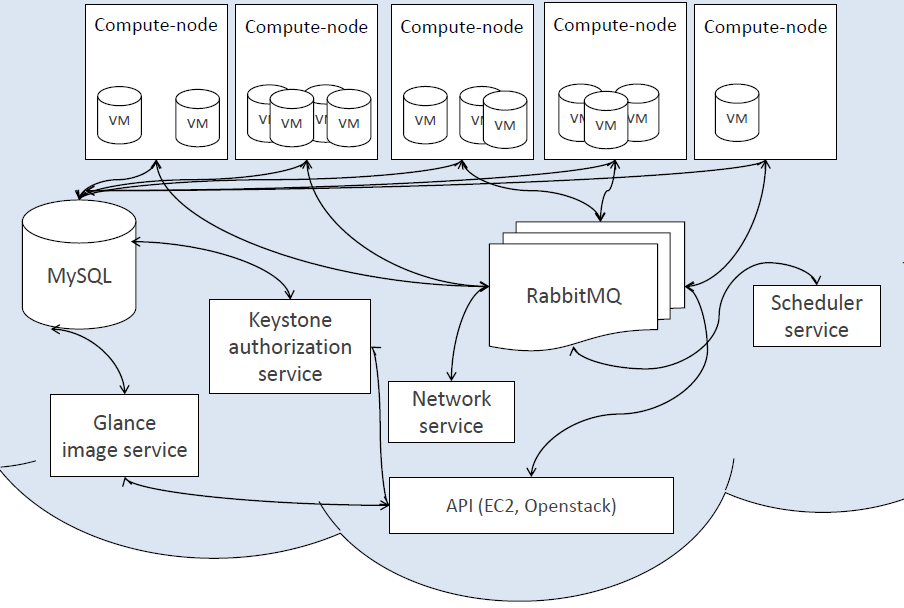 Compute-node
Compute-node
Compute-node
Compute-node
Compute-node
VM
VM
VM
VM
VM
VM
VM
VM
VM
VM
VM
MySQL
RabbitMQ
Scheduler
service
Keystone
authorization
service
Network
service
Glance
image service
API (EC2, Openstack)